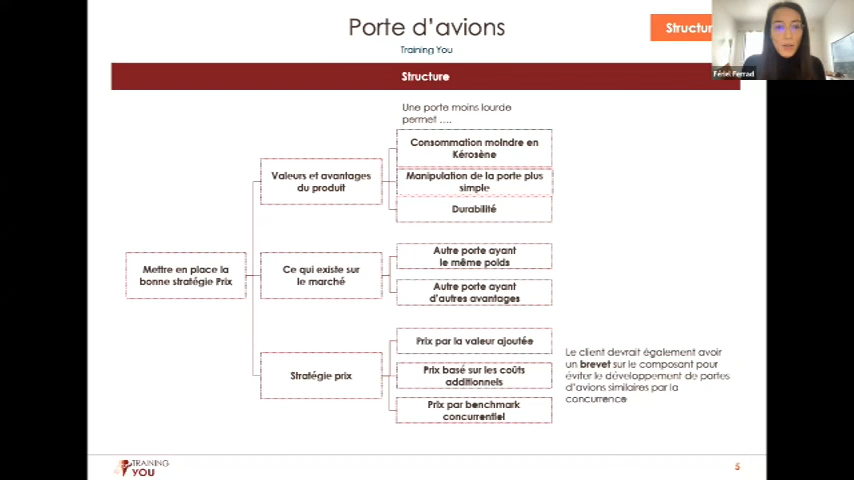 Porte d'avions
Training You
Structur
Fériel Ferrad
Structure
Une porte moins lourde
permet ....
Consommation moindre en
Kérosène
Valeurs et avantages
du produit
Manipulation de la porte plus
simple
Durabilité
Mettre en place la
bonne stratégie Prix
Ce qui existe sur
le marché
Autre porte ayant
le même poids
Autre porte ayant
d'autres avantages
Stratégie prix
Prix par la valeur ajoutée
Prix basé sur les coûts
additionnels
Prix par benchmark
concurrentiel
Le client devrait également avoir
un brevet sur le composant pour
éviter le développement de portes
d'avions similaires par la
concurrence
TRAINING
YOU
5